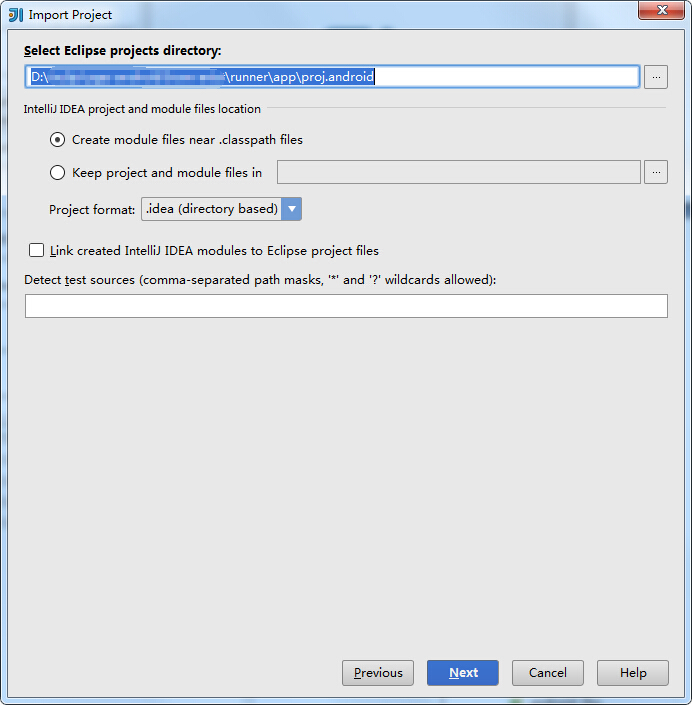 Import Project
Select Eclipse projects directory:
D:\ \runner\app\proj.android
...
IntelliJ IDEA project and module files location
Create module files near .classpath files
Keep project and module files in
...
Project format: .idea (directory based)
Link created IntelliJ IDEA modules to Eclipse project files
Detect test sources (comma-separated path masks, '*' and '?' wildcards allowed):
Previous Next Cancel Help